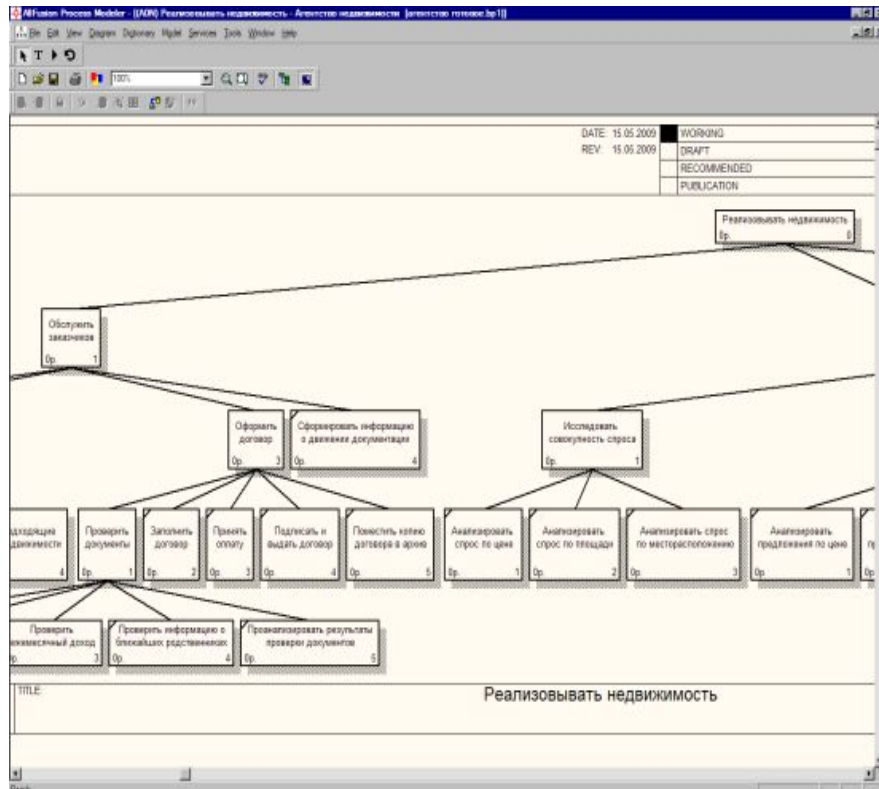 AllFusion Process Modeler - [(A0N) Реализовывать недвижимость - Агентство недвижимости [агентство готовое.bp1]]
File Edit View Diagram Dictionary Model Services Tools Window Help
T
100%
DATE: 15.05.2009
REV: 15.05.2009
WORKING
DRAFT
RECOMMENDED
PUBLICATION
Реализовывать недвижимость
0р. 0
Обслужить
заказчиков
0р. 1
Оформить
договор
0р. 3
Сформировать информацию
о движении документации
0р. 4
Исследовать
совокупность спроса
0р. 1
дходящие
движимости
4
Проверить
документы
0р. 1
Заполнить
договор
0р. 2
Принять
оплату
0р. 3
Подписать и
выдать договор
0р. 4
Поместить копию
договора в архив
0р. 5
Анализировать
спрос по цене
0р. 1
Анализировать
спрос по площади
0р. 2
Анализировать спрос
по месторасположению
0р. 3
Анализировать
предложения по цене
0р. 1
Проверить
жемесячный доход
0р. 3
Проверить информацию о
ближайших родственниках
0р. 4
Проанализировать результаты
проверки документов
0р. 5
TITLE:
Реализовывать недвижимость